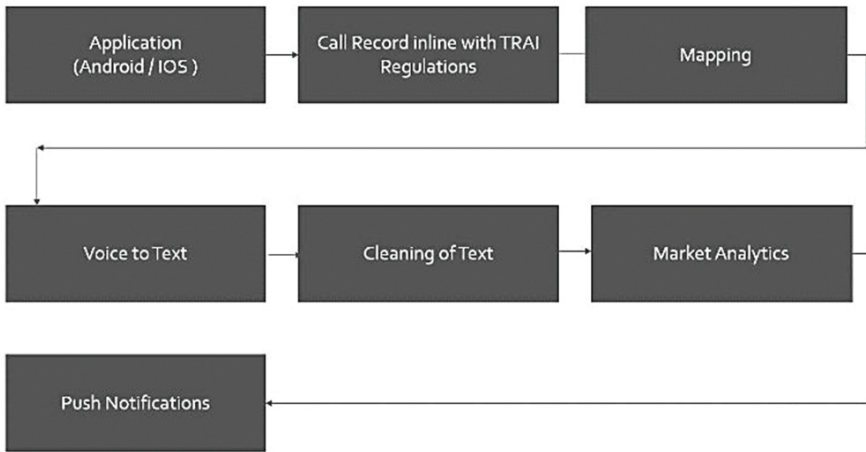 Application
(Android / IOS )
Call Record inline with TRAI
Regulations
Mapping
Voice to Text
Cleaning of Text
Market Analytics
Push Notifications